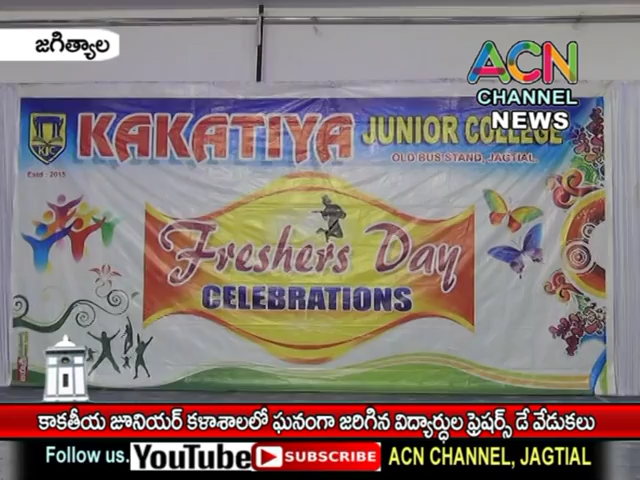 జగిత్యాల
ACN
CHANNEL
NEWS
KAKATIYA JUNIOR COLLEGE
KJC
OLD BUS STAND, JAGTIAL.
Estd : 2015
Freshers Day
CELEBRATIONS
కాకతీయ జూనియర్ కళాశాలలో ఘనంగా జరిగిన విద్యార్థుల ఫ్రెషర్స్ డే వేడుకలు
Follow us. YouTube SUBSCRIBE ACN CHANNEL, JAGTIAL